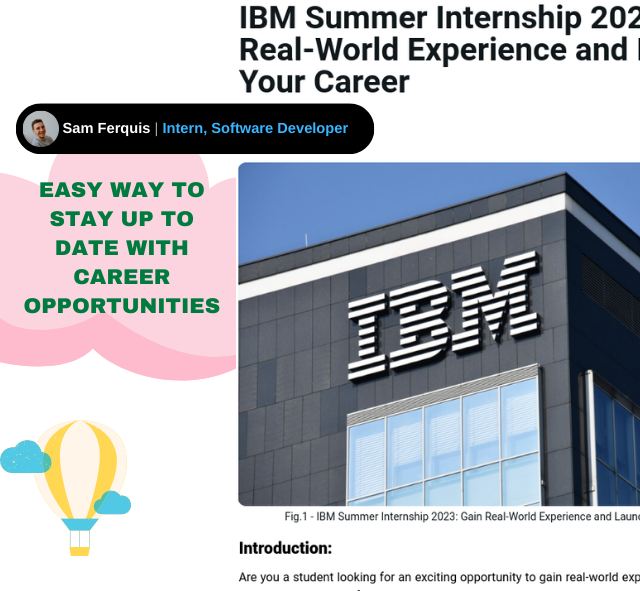 IBM Summer Internship 202
Real-World Experience and
Your Career
Sam Ferquis | Intern, Software Developer
EASY WAY TO
STAY UP TO
DATE WITH
CAREER
OPPORTUNITIES
IBM
Fig.1 - IBM Summer Internship 2023: Gain Real-World Experience and Laun
Introduction:
Are you a student looking for an exciting opportunity to gain real-world exp